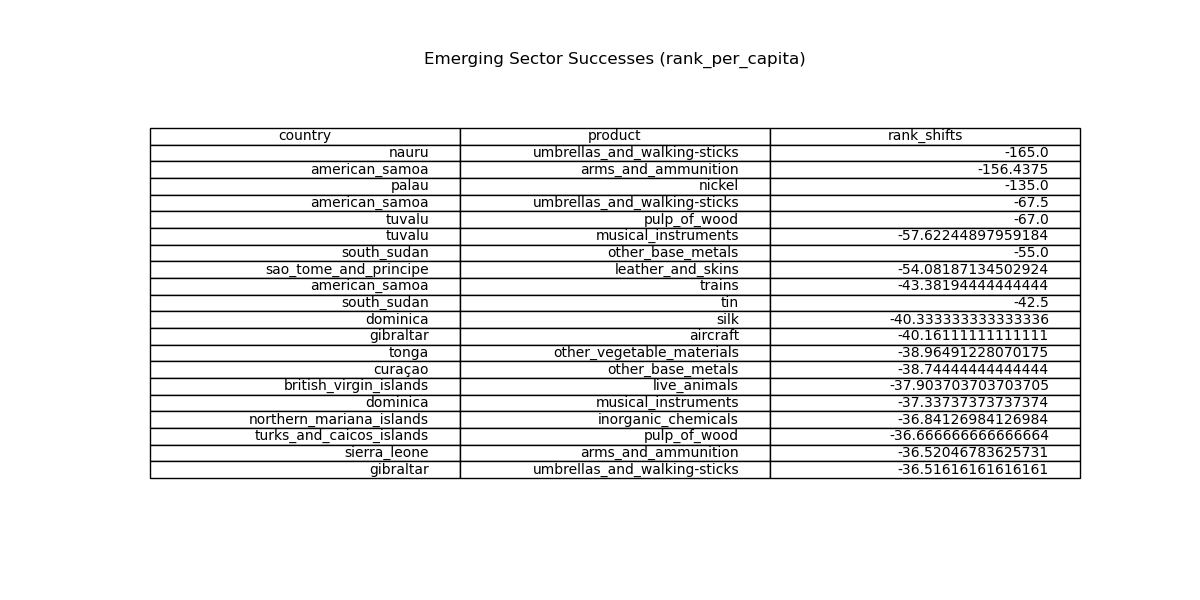 Emerging Sector Successes (rank_per_capita)
country product rank_shifts
nauru umbrellas_and_walking-sticks -165.0
american_samoa arms_and_ammunition -156.4375
palau nickel -135.0
american_samoa umbrellas_and_walking-sticks -67.5
tuvalu pulp_of_wood -67.0
tuvalu musical_instruments -57.62244897959184
south_sudan other_base_metals -55.0
sao_tome_and_principe leather_and_skins -54.08187134502924
american_samoa trains -43.38194444444444
south_sudan tin -42.5
dominica silk -40.333333333333336
gibraltar aircraft -40.16111111111111
tonga other_vegetable_materials -38.96491228070175
curaçao other_base_metals -38.74444444444444
british_virgin_islands live_animals -37.903703703703705
dominica musical_instruments -37.33737373737374
northern_mariana_islands inorganic_chemicals -36.84126984126984
turks_and_caicos_islands pulp_of_wood -36.666666666666664
sierra_leone arms_and_ammunition -36.52046783625731
gibraltar umbrellas_and_walking-sticks -36.51616161616161